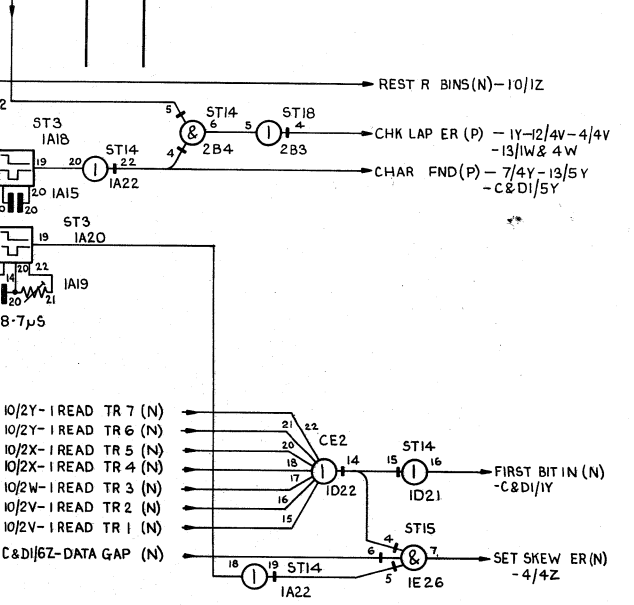 REST R BINS(N)-10/1Z
2
5
ST14
6
2B4
4
5
ST18
4
2B3
CHK LAP ER (P) - 1Y-12/4V-4/4V
-13/1W & 4W
ST3
1A18
19
20
ST14
22
1A22
CHAR FND(P)- 7/4Y-13/5Y
-C&D1/5Y
20
1A15
20
ST3
1A20
19
20
22
14
1A19
20
21
8-7µS
10/2Y-1 READ TR 7 (N)
22
10/2Y-1 READ TR 6 (N)
21
10/2X-1 READ TR 5 (N)
20
10/2X-1 READ TR 4 (N)
18
10/2W-1 READ TR 3 (N)
17
10/2V-1 READ TR 2 (N)
16
10/2V-1 READ TR 1 (N)
15
CE2
14
1D22
ST14
15
16
1D21
FIRST BIT IN (N)
-C&D1/1Y
C&D1/6Z-DATA GAP (N)
ST15
4
6
7
5
1E26
SET SKEW ER(N)
-4/4Z
18
19
ST14
1A22